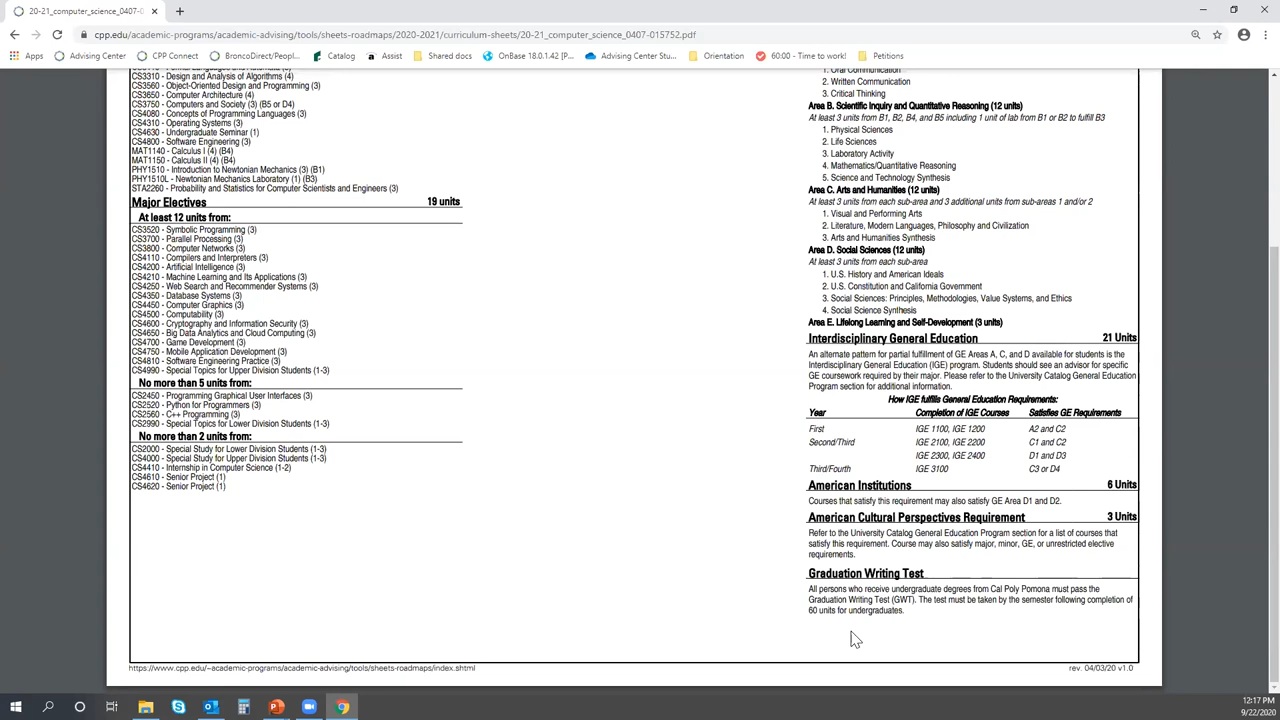 20-21_computer_science_0407-0
cpp.edu/academic-programs/academic-advising/tools/sheets-roadmaps/2020-2021/curriculum-sheets/20-21_computer_science_0407-015752.pdf
Apps
Advising Center
CPP Connect
BroncoDirect/Peopl...
Catalog
Assist
Shared docs
OnBase 18.0.1.42 [P...
Advising Center Stu...
Orientation
60:00 - Time to work!
Petitions
CS3310 - Design and Analysis of Algorithms (4)
CS3560 - Object-Oriented Design and Programming (3)
CS3650 - Computer Architecture (4)
CS3750 - Computers and Society (3) (B5 or D4)
CS4080 - Concepts of Programming Languages (3)
CS4310 - Operating Systems (3)
CS4630 - Undergraduate Seminar (1)
CS4800 - Software Engineering (3)
MAT1140 - Calculus I (4) (B4)
MAT1150 - Calculus II (4) (B4)
PHY1510 - Introduction to Newtonian Mechanics (3) (B1)
PHY1510L - Newtonian Mechanics Laboratory (1) (B3)
STA2260 - Probability and Statistics for Computer Scientists and Engineers (3)
Major Electives 19 units
At least 12 units from:
CS3520 - Symbolic Programming (3)
CS3700 - Parallel Processing (3)
CS3800 - Computer Networks (3)
CS4110 - Compilers and Interpreters (3)
CS4200 - Artificial Intelligence (3)
CS4210 - Machine Learning and Its Applications (3)
CS4250 - Web Search and Recommender Systems (3)
CS4350 - Database Systems (3)
CS4450 - Computer Graphics (3)
CS4500 - Computability (3)
CS4600 - Cryptography and Information Security (3)
CS4650 - Big Data Analytics and Cloud Computing (3)
CS4700 - Game Development (3)
CS4750 - Mobile Application Development (3)
CS4810 - Software Engineering Practice (3)
CS4990 - Special Topics for Upper Division Students (1-3)
No more than 5 units from:
CS2450 - Programming Graphical User Interfaces (3)
CS2520 - Python for Programmers (3)
CS2560 - C++ Programming (3)
CS2990 - Special Topics for Lower Division Students (1-3)
No more than 2 units from:
CS2000 - Special Study for Lower Division Students (1-3)
CS4000 - Special Study for Upper Division Students (1-3)
CS4410 - Internship in Computer Science (1-2)
CS4610 - Senior Project (1)
CS4620 - Senior Project (1)
1. Oral Communication
2. Written Communication
3. Critical Thinking
Area B. Scientific Inquiry and Quantitative Reasoning (12 units)
At least 3 units from B1, B2, B4, and B5 including 1 unit of lab from B1 or B2 to fulfill B3
1. Physical Sciences
2. Life Sciences
3. Laboratory Activity
4. Mathematics/Quantitative Reasoning
5. Science and Technology Synthesis
Area C. Arts and Humanities (12 units)
At least 3 units from each sub-area and 3 additional units from sub-areas 1 and/or 2
1. Visual and Performing Arts
2. Literature, Modern Languages, Philosophy and Civilization
3. Arts and Humanities Synthesis
Area D. Social Sciences (12 units)
At least 3 units from each sub-area
1. U.S. History and American Ideals
2. U.S. Constitution and California Government
3. Social Sciences: Principles, Methodologies, Value Systems, and Ethics
4. Social Science Synthesis
Area E. Lifelong Learning and Self-Development (3 units)
Interdisciplinary General Education 21 Units
An alternate pattern for partial fulfillment of GE Areas A, C, and D available for students is the
Interdisciplinary General Education (IGE) program. Students should see an advisor for specific
GE coursework required by their major. Please refer to the University Catalog General Education
Program section for additional information.
How IGE fulfills General Education Requirements:
Year Completion of IGE Courses Satisfies GE Requirements
First IGE 1100, IGE 1200 A2 and C2
Second/Third IGE 2100, IGE 2200 C1 and C2
IGE 2300, IGE 2400 D1 and D3
Third/Fourth IGE 3100 C3 or D4
American Institutions 6 Units
Courses that satisfy this requirement may also satisfy GE Area D1 and D2.
American Cultural Perspectives Requirement 3 Units
Refer to the University Catalog General Education Program section for a list of courses that
satisfy this requirement. Course may also satisfy major, minor, GE, or unrestricted elective
requirements.
Graduation Writing Test
All persons who receive undergraduate degrees from Cal Poly Pomona must pass the
Graduation Writing Test (GWT). The test must be taken by the semester following completion of
60 units for undergraduates.
https://www.cpp.edu/~academic-programs/academic-advising/tools/sheets-roadmaps/index.shtml
rev. 04/03/20 v1.0
12:17 PM
9/22/2020